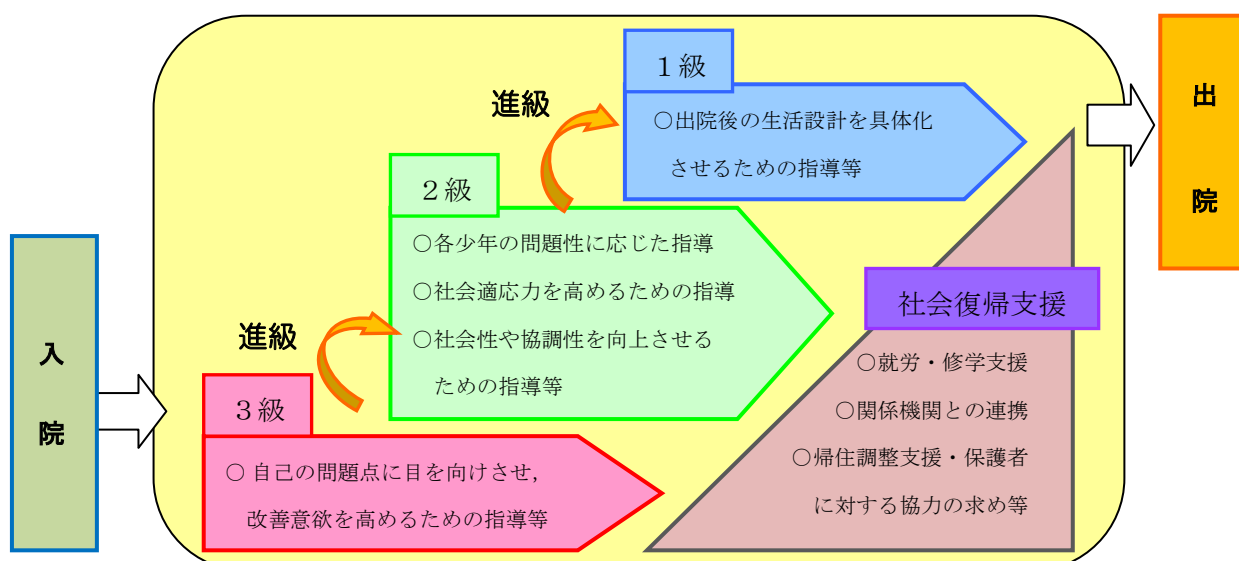 入
院
進級
３級
○ 自己の問題点に目を向けさせ，
改善意欲を高めるための指導等
進級
２級
○各少年の問題性に応じた指導
○社会適応力を高めるための指導
○社会性や協調性を向上させる
ための指導等
１級
○出院後の生活設計を具体化
させるための指導等
社会復帰支援
○就労・修学支援
○関係機関との連携
○帰住調整支援・保護者
に対する協力の求め等
出
院